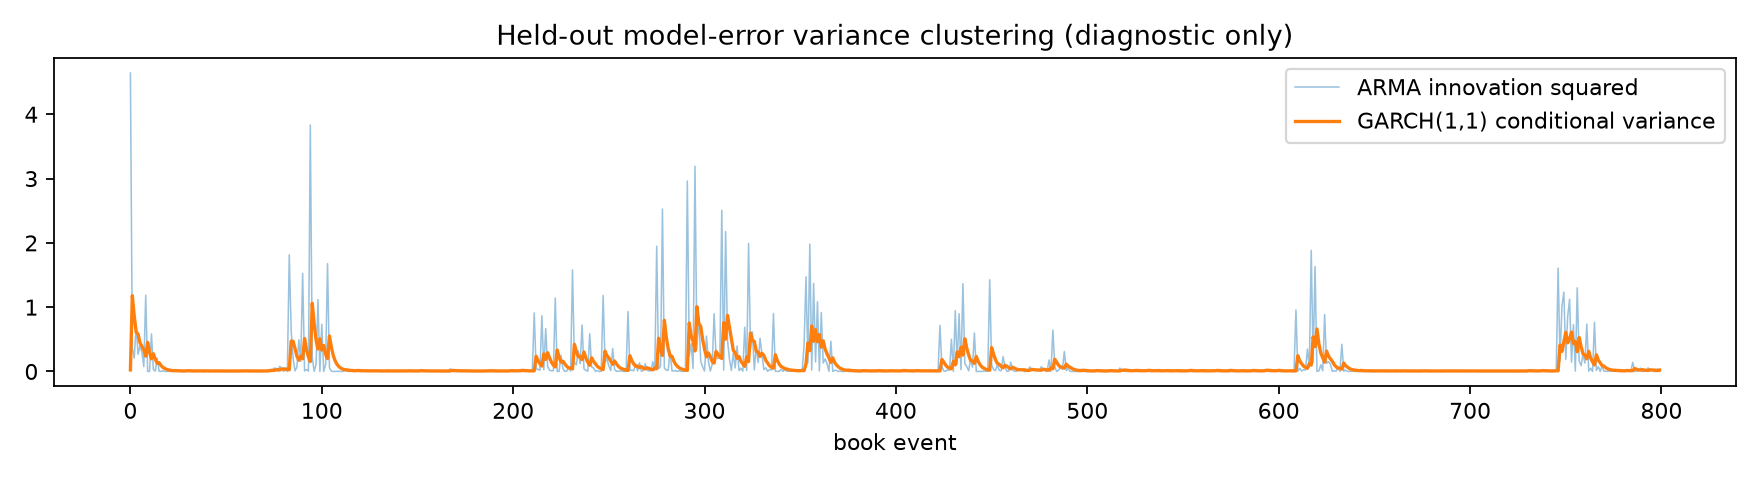 Held-out model-error variance clustering (diagnostic only)
ARMA innovation squared
GARCH(1,1) conditional variance
4
3
2
1
0
0 100 200 300 400 500 600 700 800
book event